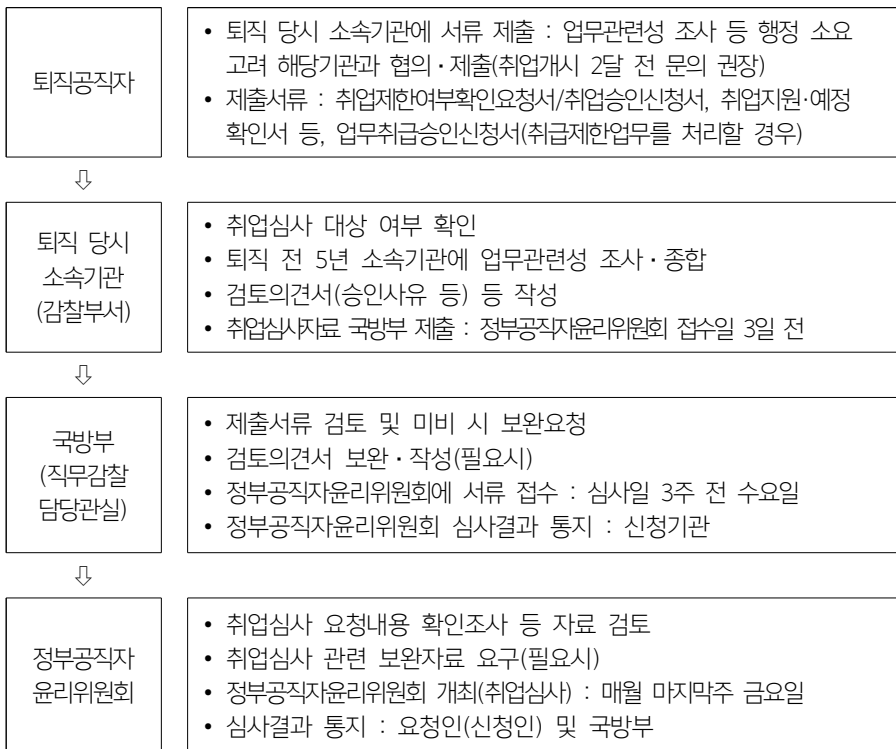 퇴직공직자
• 퇴직 당시 소속기관에 서류 제출 : 업무관련성 조사 등 행정 소요
고려 해당기관과 협의·제출(취업개시 2달 전 문의 권장)
• 제출서류 : 취업제한여부확인요청서/취업승인신청서, 취업지원·예정
확인서 등, 업무취급승인신청서(취급제한업무를 처리할 경우)
⇩
퇴직 당시
소속기관
(감찰부서)
• 취업심사 대상 여부 확인
• 퇴직 전 5년 소속기관에 업무관련성 조사·종합
• 검토의견서(승인사유 등) 등 작성
• 취업심사자료 국방부 제출 : 정부공직자윤리위원회 접수일 3일 전
⇩
국방부
(직무감찰
담당관실)
• 제출서류 검토 및 미비 시 보완요청
• 검토의견서 보완·작성(필요시)
• 정부공직자윤리위원회에 서류 접수 : 심사일 3주 전 수요일
• 정부공직자윤리위원회 심사결과 통지 : 신청기관
⇩
정부공직자
윤리위원회
• 취업심사 요청내용 확인조사 등 자료 검토
• 취업심사 관련 보완자료 요구(필요시)
• 정부공직자윤리위원회 개최(취업심사) : 매월 마지막주 금요일
• 심사결과 통지 : 요청인(신청인) 및 국방부